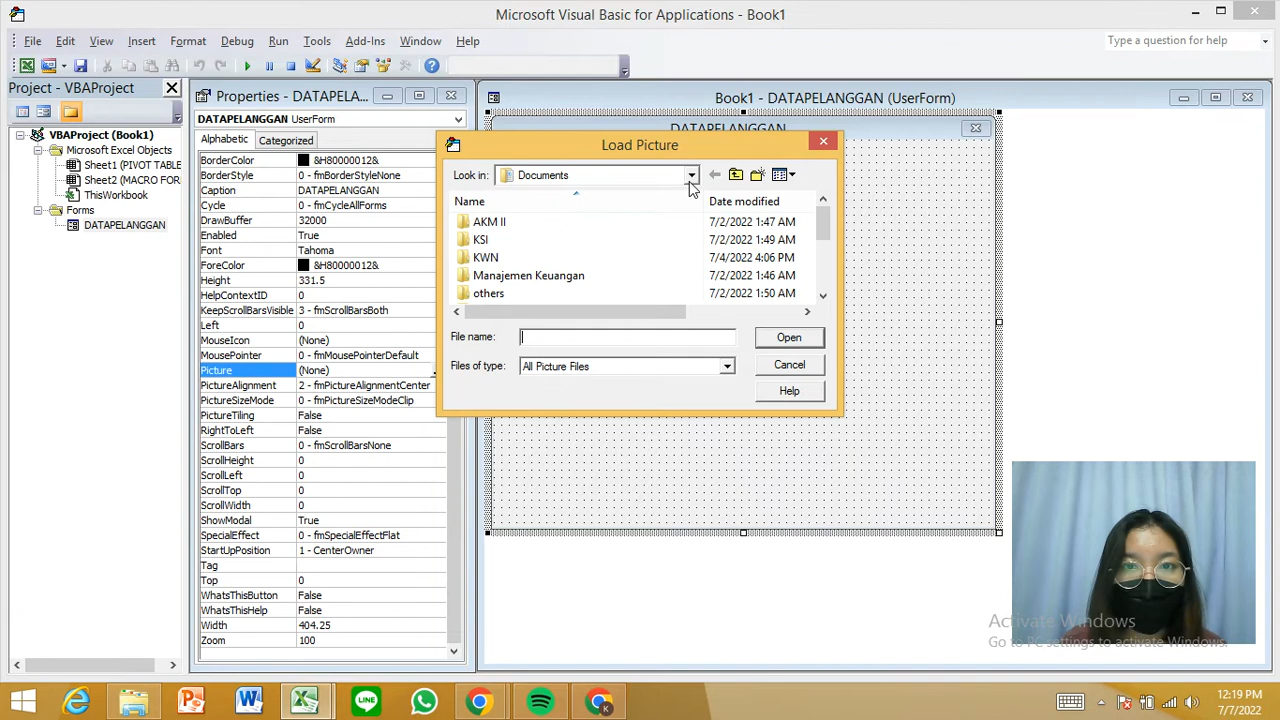 Microsoft Visual Basic for Applications - Book1
File Edit View Insert Format Debug Run Tools Add-Ins Window Help
Type a question for help
Project - VBAProject
VBAProject (Book1)
Microsoft Excel Objects
Sheet1 (PIVOT TABLE
Sheet2 (MACRO FOR
ThisWorkbook
Forms
DATAPELANGGAN
Properties - DATAPELA...
DATAPELANGGAN UserForm
Alphabetic Categorized
BorderColor &H80000012&
BorderStyle 0 - fmBorderStyleNone
Caption DATAPELANGGAN
Cycle 0 - fmCycleAllForms
DrawBuffer 32000
Enabled True
Font Tahoma
ForeColor &H80000012&
Height 331.5
HelpContextID 0
KeepScrollBarsVisible 3 - fmScrollBarsBoth
Left 0
MouseIcon (None)
MousePointer 0 - fmMousePointerDefault
Picture (None)
PictureAlignment 2 - fmPictureAlignmentCenter
PictureSizeMode 0 - fmPictureSizeModeClip
PictureTiling False
RightToLeft False
ScrollBars 0 - fmScrollBarsNone
ScrollHeight 0
ScrollLeft 0
ScrollTop 0
ScrollWidth 0
ShowModal True
SpecialEffect 0 - fmSpecialEffectFlat
StartUpPosition 1 - CenterOwner
Tag
Top 0
WhatsThisButton False
WhatsThisHelp False
Width 404.25
Zoom 100
Book1 - DATAPELANGGAN (UserForm)
DATAPELANGGAN
Load Picture
Look in: Documents
Name Date modified
AKM II 7/2/2022 1:47 AM
KSI 7/2/2022 1:49 AM
KWN 7/4/2022 4:06 PM
Manajemen Keuangan 7/2/2022 1:46 AM
others 7/2/2022 1:50 AM
File name: Open
Files of type: All Picture Files Cancel
Help
Activate Windows
Go to PC settings to activate Windows.
12:19 PM
7/7/2022